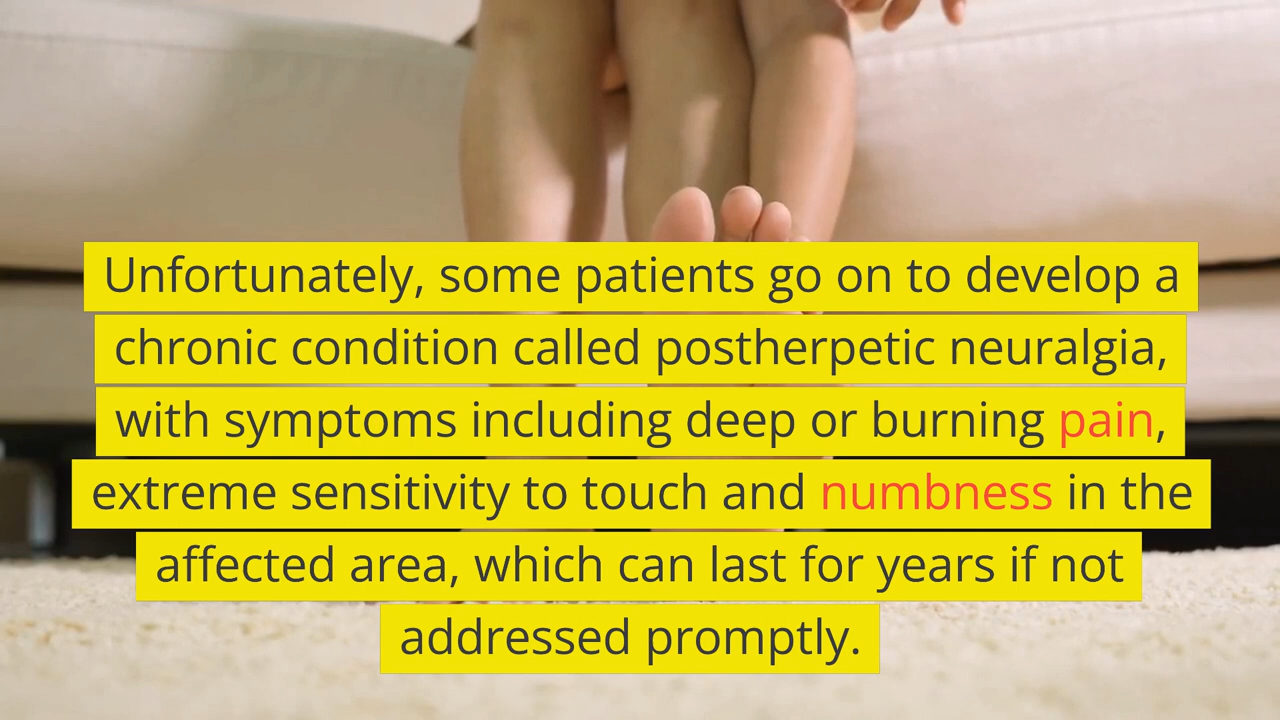 Unfortunately, some patients go on to develop a
chronic condition called postherpetic neuralgia,
with symptoms including deep or burning pain,
extreme sensitivity to touch and numbness in the
affected area, which can last for years if not
addressed promptly.